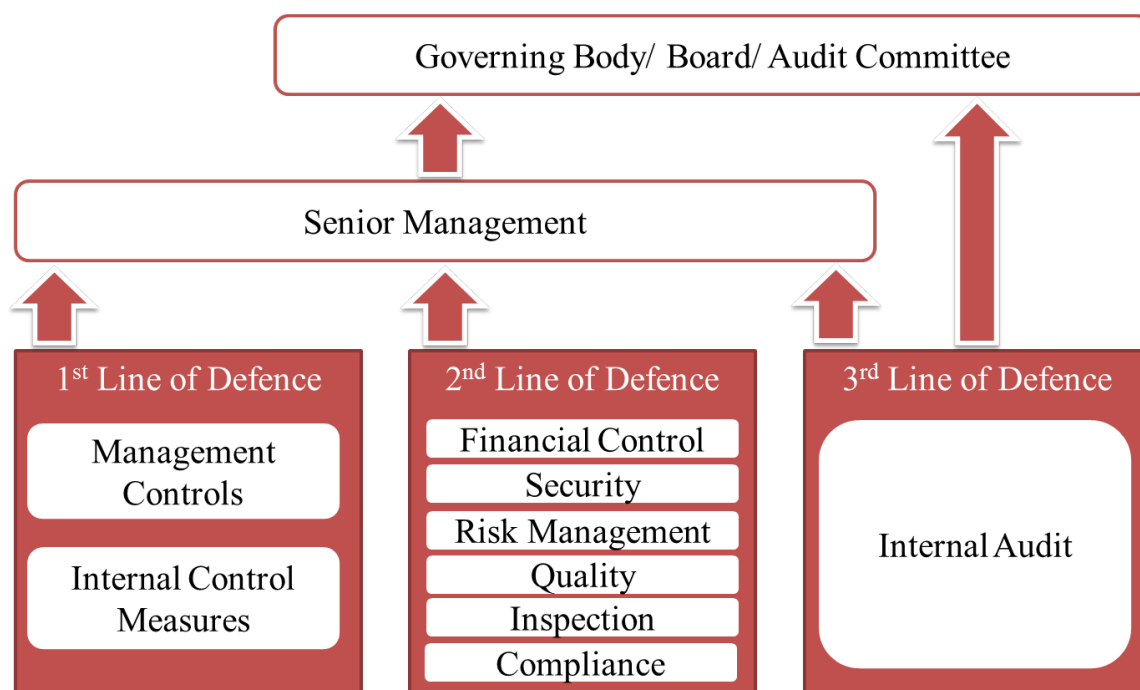 Governing Body/ Board/ Audit Committee
Senior Management
1st Line of Defence
Management
Controls
Internal Control
Measures
2nd Line of Defence
Financial Control
Security
Risk Management
Quality
Inspection
Compliance
3rd Line of Defence
Internal Audit